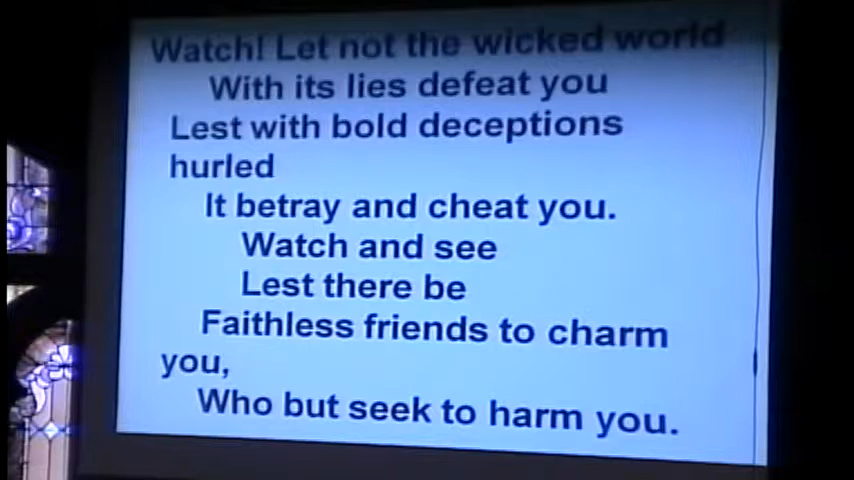 Watch! Let not the wicked world
With its lies defeat you
Lest with bold deceptions
hurled
It betray and cheat you.
Watch and see
Lest there be
Faithless friends to charm
you,
Who but seek to harm you.